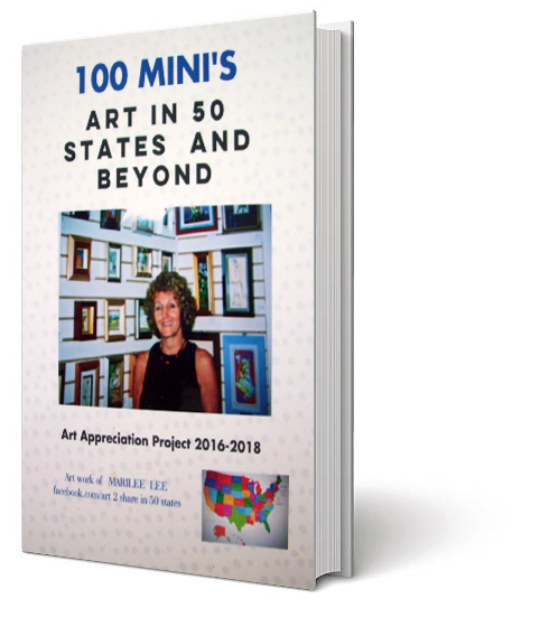 100 MINI'S
ART IN 50
STATES AND
BEYOND
Art Appreciation Project 2016-2018
Art work of MARILEE LEE
facebook.com/art 2 share in 50 states